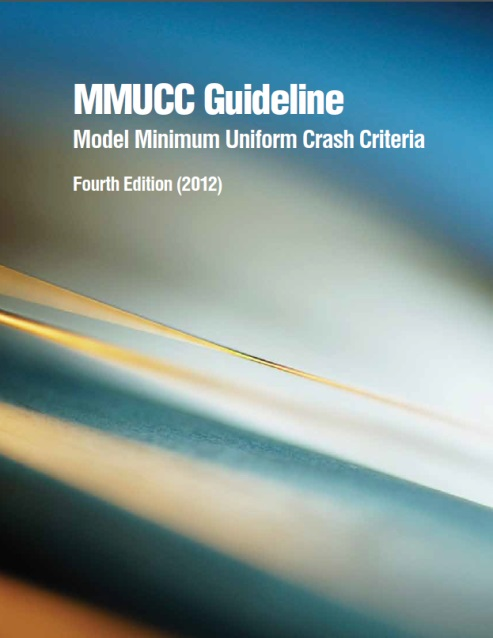 MMUCC Guideline
Model Minimum Uniform Crash Criteria
Fourth Edition (2012)